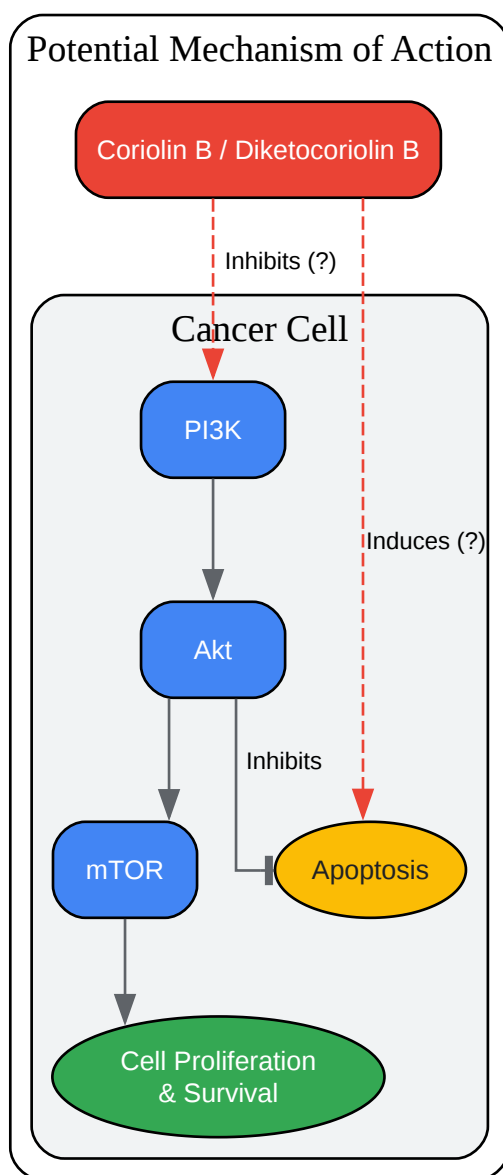 Potential Mechanism of Action
Coriolin B / Diketocoriolin B
Inhibits (?)
Cancer Cell
PI3K
Induces (?)
Akt
Inhibits
mTOR
Apoptosis
Cell Proliferation
& Survival